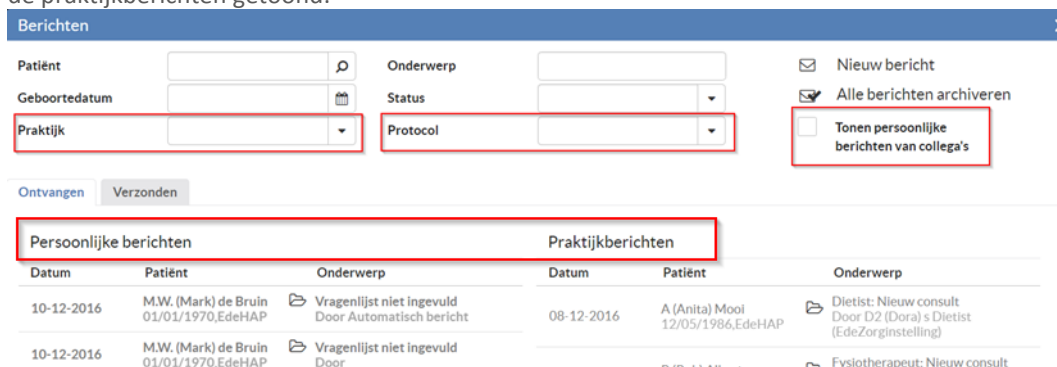 de praktijkberichten getoond.
Berichten
Patiënt
Onderwerp
Nieuw bericht
Geboortedatum
Status
Alle berichten archiveren
Praktijk
Protocol
Tonen persoonlijke
berichten van collega's
Ontvangen
Verzonden
Persoonlijke berichten
Praktijkberichten
Datum
Patiënt
Onderwerp
Datum
Patiënt
Onderwerp
10-12-2016
M.W. (Mark) de Bruin
01/01/1970,EdeHAP
Vragenlijst niet ingevuld
Door Automatisch bericht
08-12-2016
A (Anita) Mooi
12/05/1986,EdeHAP
Dietist: Nieuw consult
Door D2 (Dora) s Dietist
(EdeZorginstelling)
10-12-2016
M.W. (Mark) de Bruin
01/01/1970,EdeHAP
Vragenlijst niet ingevuld
Door
Fysiotherapeut: Nieuw consult